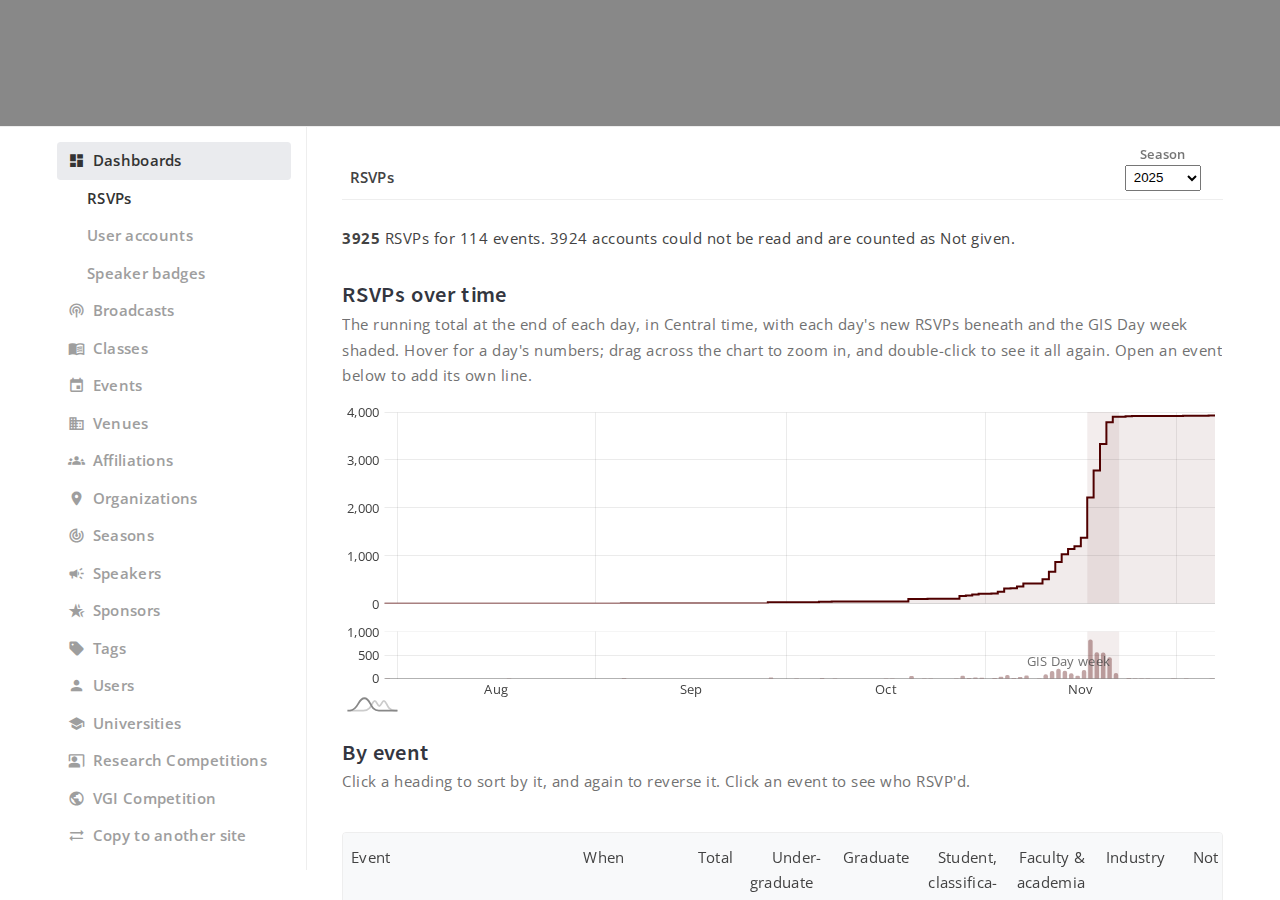 Dashboards
RSVPs
User accounts
Speaker badges
Broadcasts
Classes
Events
Venues
Affiliations
Organizations
Seasons
Speakers
Sponsors
Tags
Users
Universities
Research Competitions
VGI Competition
Copy to another site
RSVPs
Season
2025
3925 RSVPs for 114 events. 3924 accounts could not be read and are counted as Not given.
RSVPs over time
The running total at the end of each day, in Central time, with each day's new RSVPs beneath and the GIS Day week
shaded. Hover for a day's numbers; drag across the chart to zoom in, and double-click to see it all again. Open an event
below to add its own line.
4,000
3,000
2,000
1,000
0
1,000
500
0
GIS Day week
Aug Sep Oct Nov
By event
Click a heading to sort by it, and again to reverse it. Click an event to see who RSVP'd.
Event When Total Under- Graduate Student, Faculty & Industry Not
graduate classifica- academia